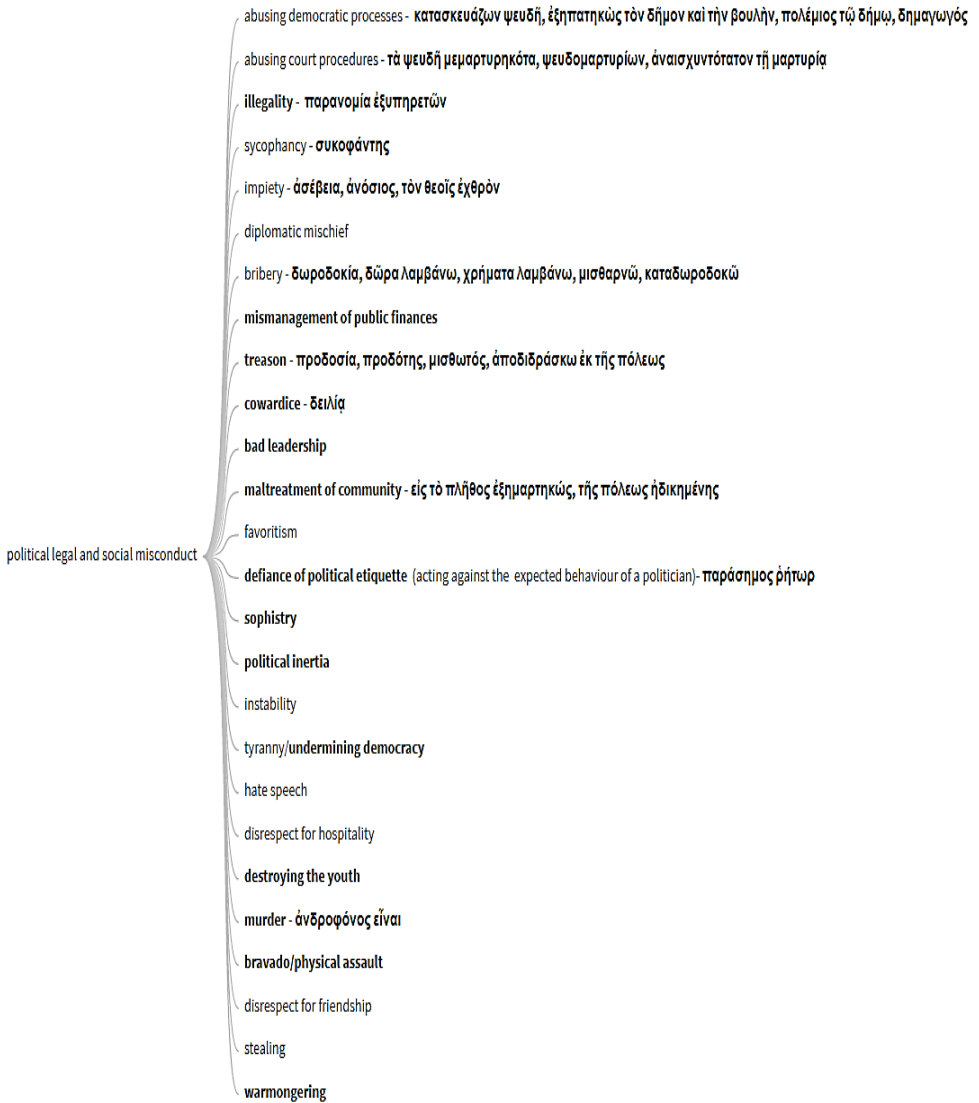 abusing democratic processes - κατασκευάζων ψευδῆ, ἐξηπατηκὼς τὸν δῆμον καὶ τὴν βουλὴν, πολέμιος τῷ δήμῳ, δημαγωγός
abusing court procedures - τὰ ψευδῆ μεμαρτυρηκότα, ψευδομαρτυρίων, ἀναισχυντότατον τῇ μαρτυρίᾳ
illegality - παρανομία ἐξυπηρετῶν
sycophancy - συκοφάντης
impiety - ἀσέβεια, ἀνόσιος, τὸν θεοῖς ἐχθρὸν
diplomatic mischief
bribery - δωροδοκία, δῶρα λαμβάνω, χρήματα λαμβάνω, μισθαρνῶ, καταδωροδοκῶ
mismanagement of public finances
treason - προδοσία, προδότης, μισθωτός, ἀποδιδράσκω ἐκ τῆς πόλεως
cowardice - δειλίᾳ
bad leadership
maltreatment of community - εἰς τὸ πλῆθος ἐξημαρτηκώς, τῆς πόλεως ἠδικημένης
favoritism
political legal and social misconduct
defiance of political etiquette (acting against the expected behaviour of a politician)- παράσημος ῥήτωρ
sophistry
political inertia
instability
tyranny/undermining democracy
hate speech
disrespect for hospitality
destroying the youth
murder - ἀνδροφόνος εἶναι
bravado/physical assault
disrespect for friendship
stealing
warmongering